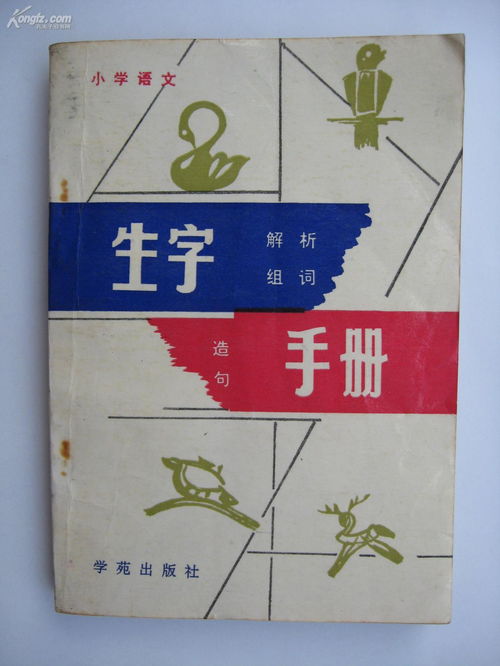 Kongfz.com
小学语文
生字
解析
组词
造
句
手册
学苑出版社